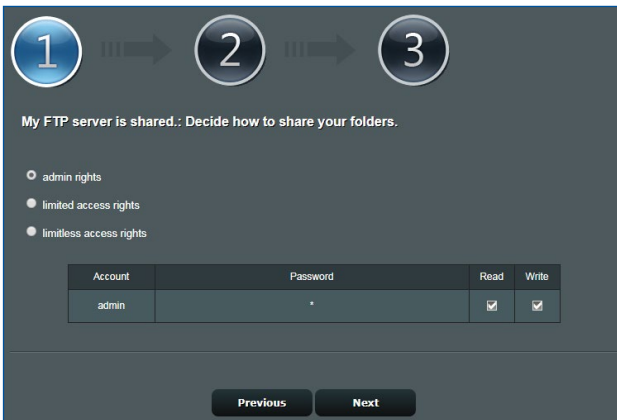 1 2 3
My FTP server is shared.: Decide how to share your folders.
admin rights
limited access rights
limitless access rights
Account Password Read Write
admin *
Previous Next